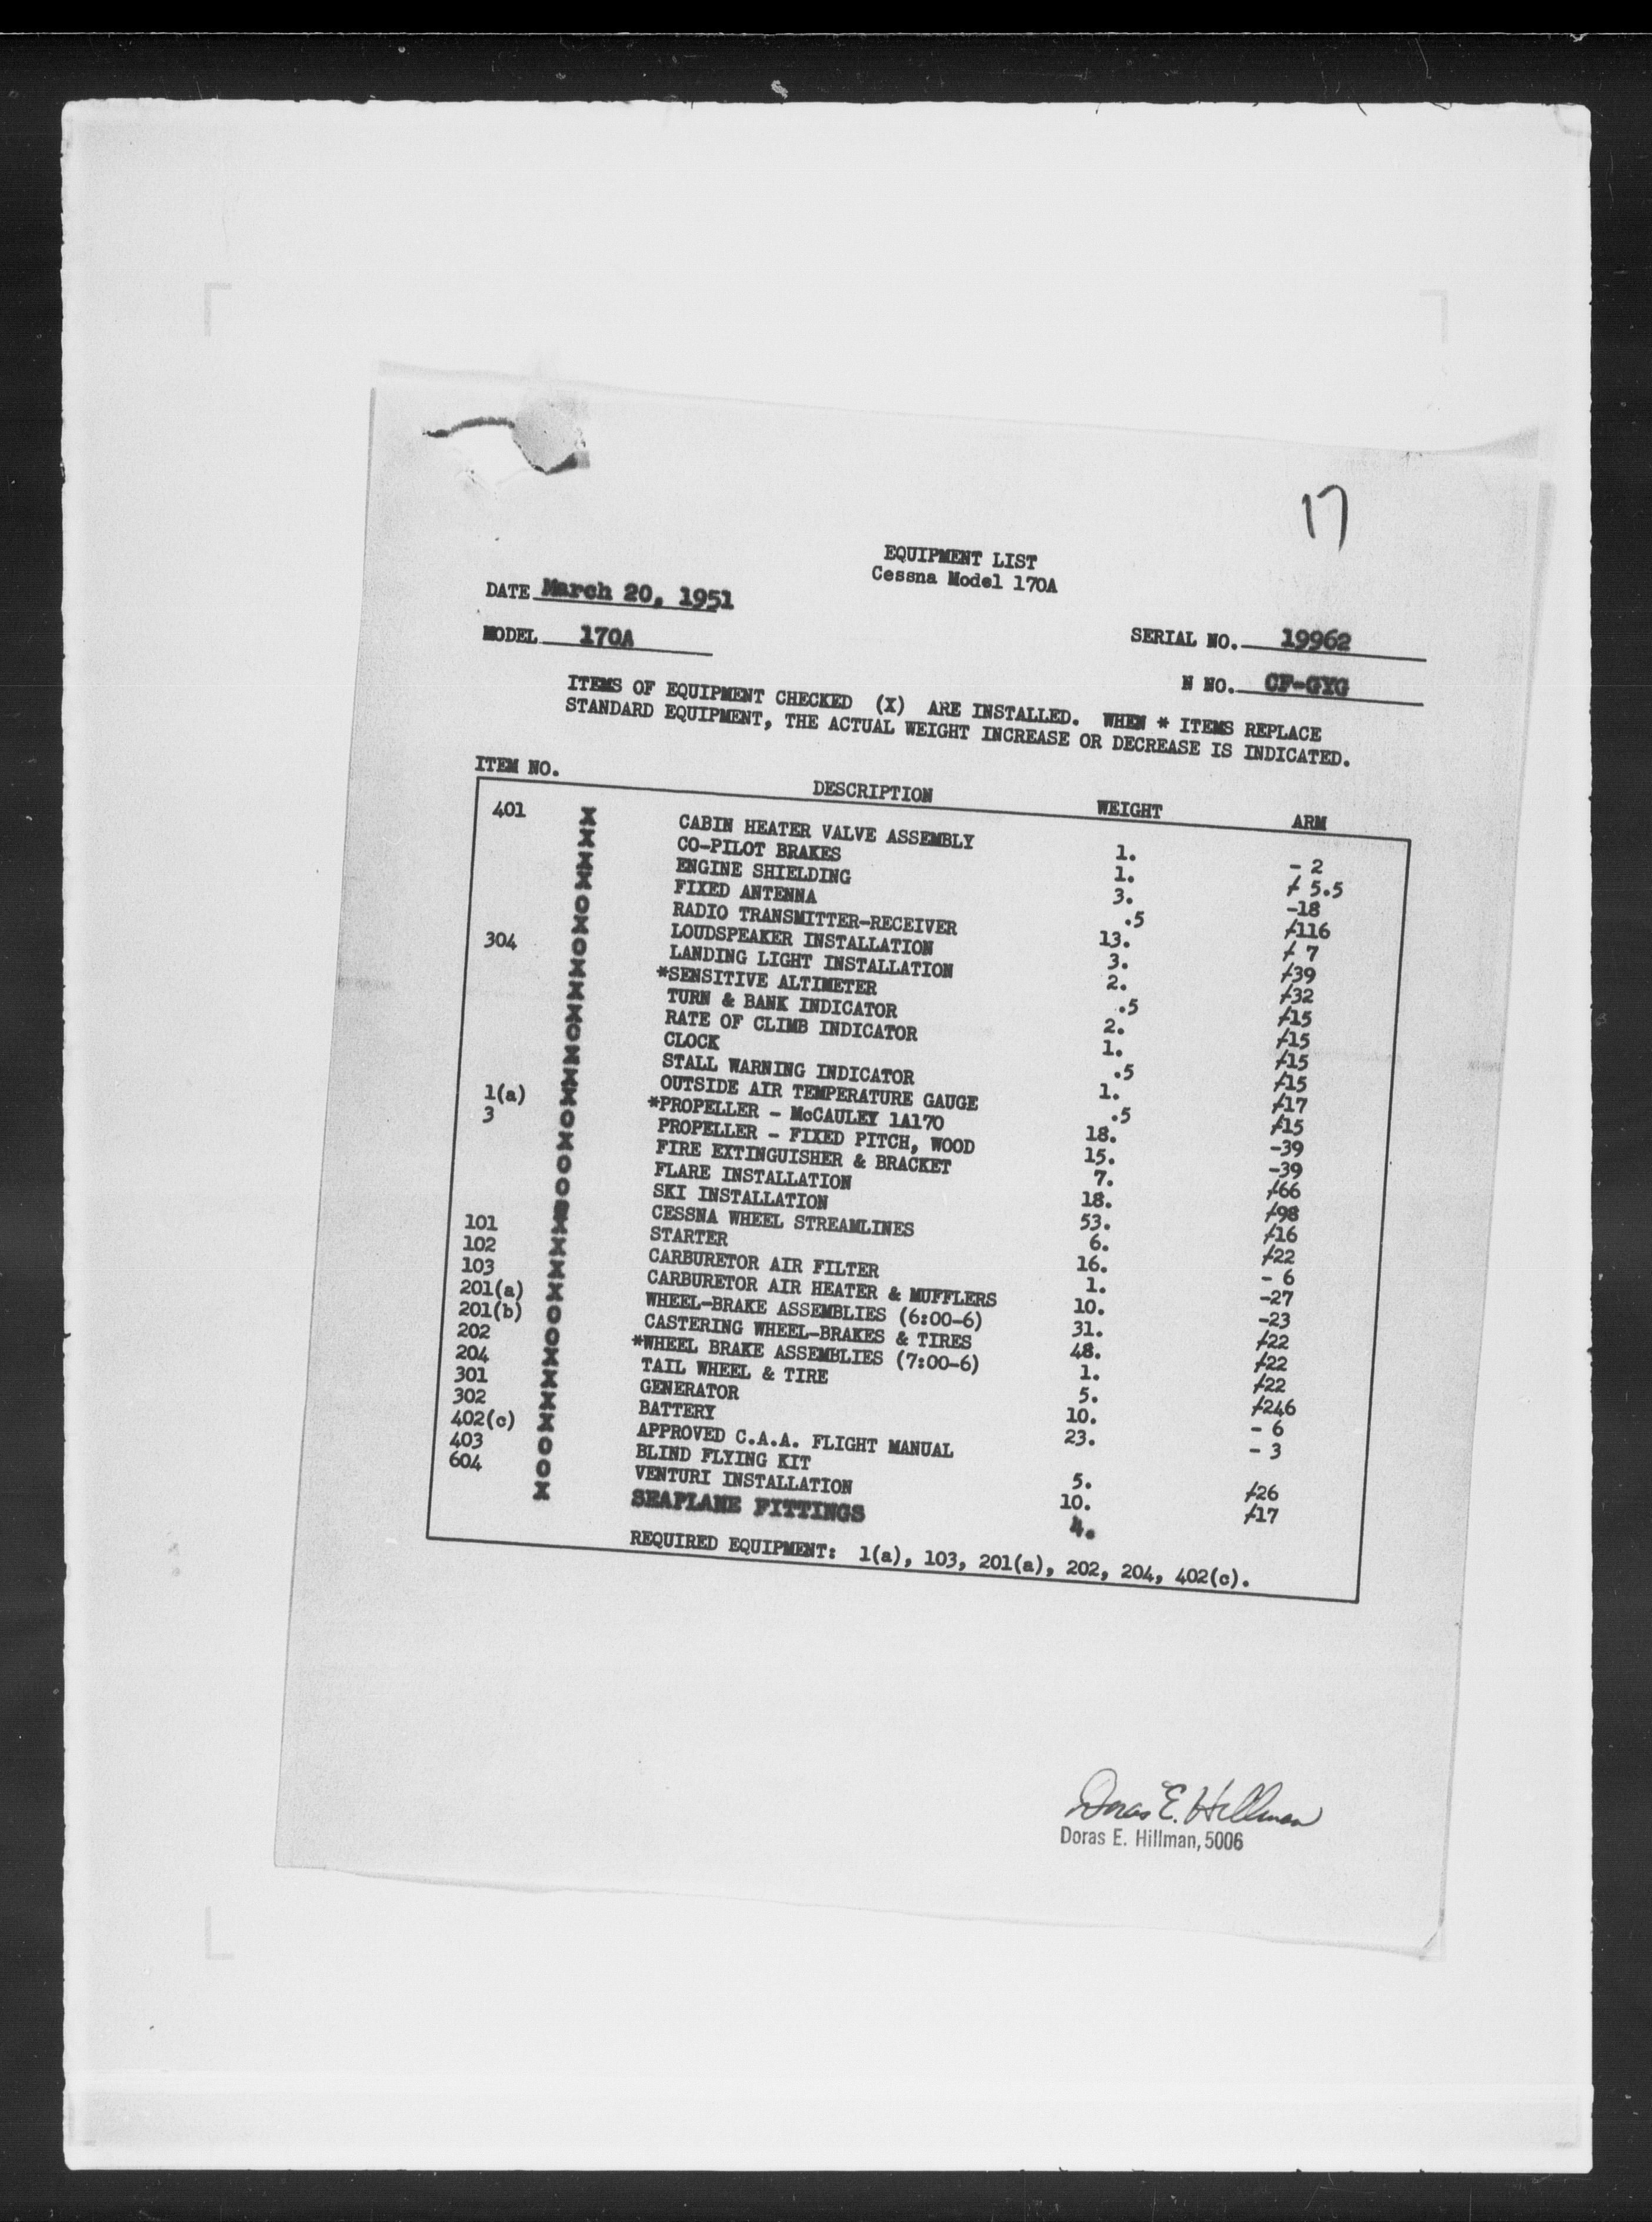 17
EQUIPMENT LIST
Cessna Model 170A
DATE March 20, 1951
MODEL 170A
SERIAL NO. 19962
N NO. CF-GYG
ITEMS OF EQUIPMENT CHECKED (X) ARE INSTALLED. WHEN * ITEMS REPLACE
STANDARD EQUIPMENT, THE ACTUAL WEIGHT INCREASE OR DECREASE IS INDICATED.
ITEM NO. DESCRIPTION WEIGHT ARM
401 X CABIN HEATER VALVE ASSEMBLY 1. - 2
X CO-PILOT BRAKES 1. + 5.5
X ENGINE SHIELDING 3. -18
X FIXED ANTENNA .5 +116
O RADIO TRANSMITTER-RECEIVER 13. + 7
X LOUDSPEAKER INSTALLATION 3. +39
304 O LANDING LIGHT INSTALLATION 2. +32
X *SENSITIVE ALTIMETER .5 +15
X TURN & BANK INDICATOR 2. +15
X RATE OF CLIMB INDICATOR 1. +15
O CLOCK .5 +15
X STALL WARNING INDICATOR 1. +17
X OUTSIDE AIR TEMPERATURE GAUGE .5 +15
1(a) X *PROPELLER - McCAULEY 1A170 18. -39
3 O PROPELLER - FIXED PITCH, WOOD 15. -39
X FIRE EXTINGUISHER & BRACKET 7. +66
O FLARE INSTALLATION 18. +98
O SKI INSTALLATION 53. +16
CESSNA WHEEL STREAMLINES 6. +22
101 X STARTER 16. - 6
102 X CARBURETOR AIR FILTER 1. -27
103 X CARBURETOR AIR HEATER & MUFFLERS 10. -23
201(a) X WHEEL-BRAKE ASSEMBLIES (6:00-6) 31. +22
201(b) O CASTERING WHEEL-BRAKES & TIRES 48. +22
202 O *WHEEL BRAKE ASSEMBLIES (7:00-6) 1. +22
204 X TAIL WHEEL & TIRE 5. +246
301 X GENERATOR 10. - 6
302 X BATTERY 23. - 3
402(c) X APPROVED C.A.A. FLIGHT MANUAL
403 O BLIND FLYING KIT 5. +26
604 O VENTURI INSTALLATION 10. +17
X SEAPLANE FITTINGS 4.
REQUIRED EQUIPMENT: 1(a), 103, 201(a), 202, 204, 402(c).
Doras E. Hillman
Doras E. Hillman, 5006